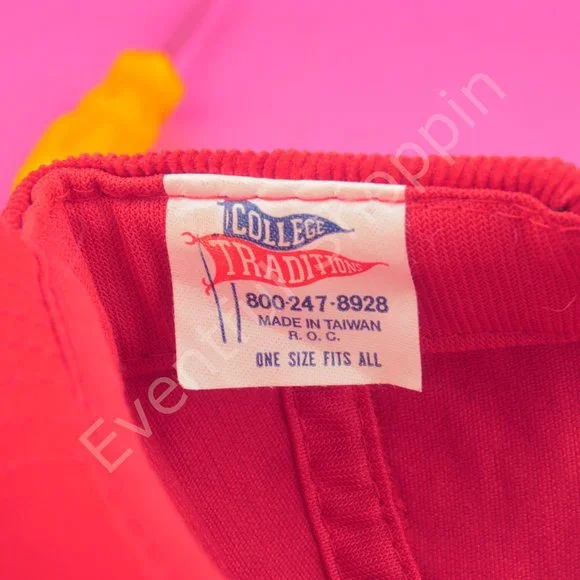 COLLEGE
TRADITIONS
800-247-8928
MADE IN TAIWAN
R. O. C.
ONE SIZE FITS ALL